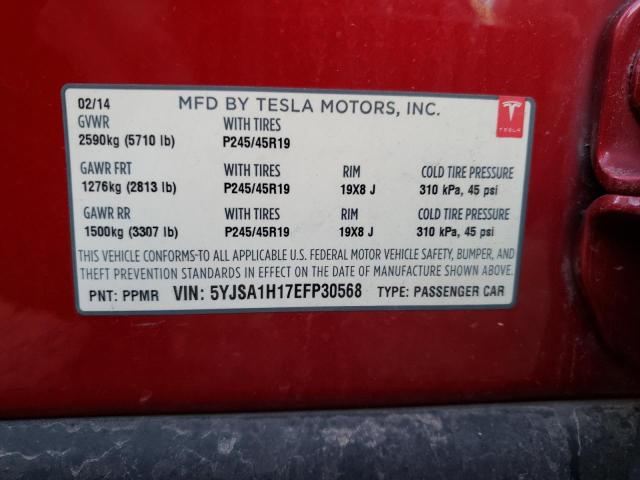 02/14 MFD BY TESLA MOTORS, INC.
GVWR WITH TIRES
2590kg (5710 lb) P245/45R19
TESLA
GAWR FRT WITH TIRES RIM COLD TIRE PRESSURE
1276kg (2813 lb) P245/45R19 19X8 J 310 kPa, 45 psi
GAWR RR WITH TIRES RIM COLD TIRE PRESSURE
1500kg (3307 lb) P245/45R19 19X8 J 310 kPa, 45 psi
THIS VEHICLE CONFORMS-TO ALL APPLICABLE U.S. FEDERAL MOTOR VEHICLE SAFETY, BUMPER, AND
THEFT PREVENTION STANDARDS IN EFFECT ON THE DATE OF MANUFACTURE SHOWN ABOVE.
PNT: PPMR VIN: 5YJSA1H17EFP30568 TYPE: PASSENGER CAR